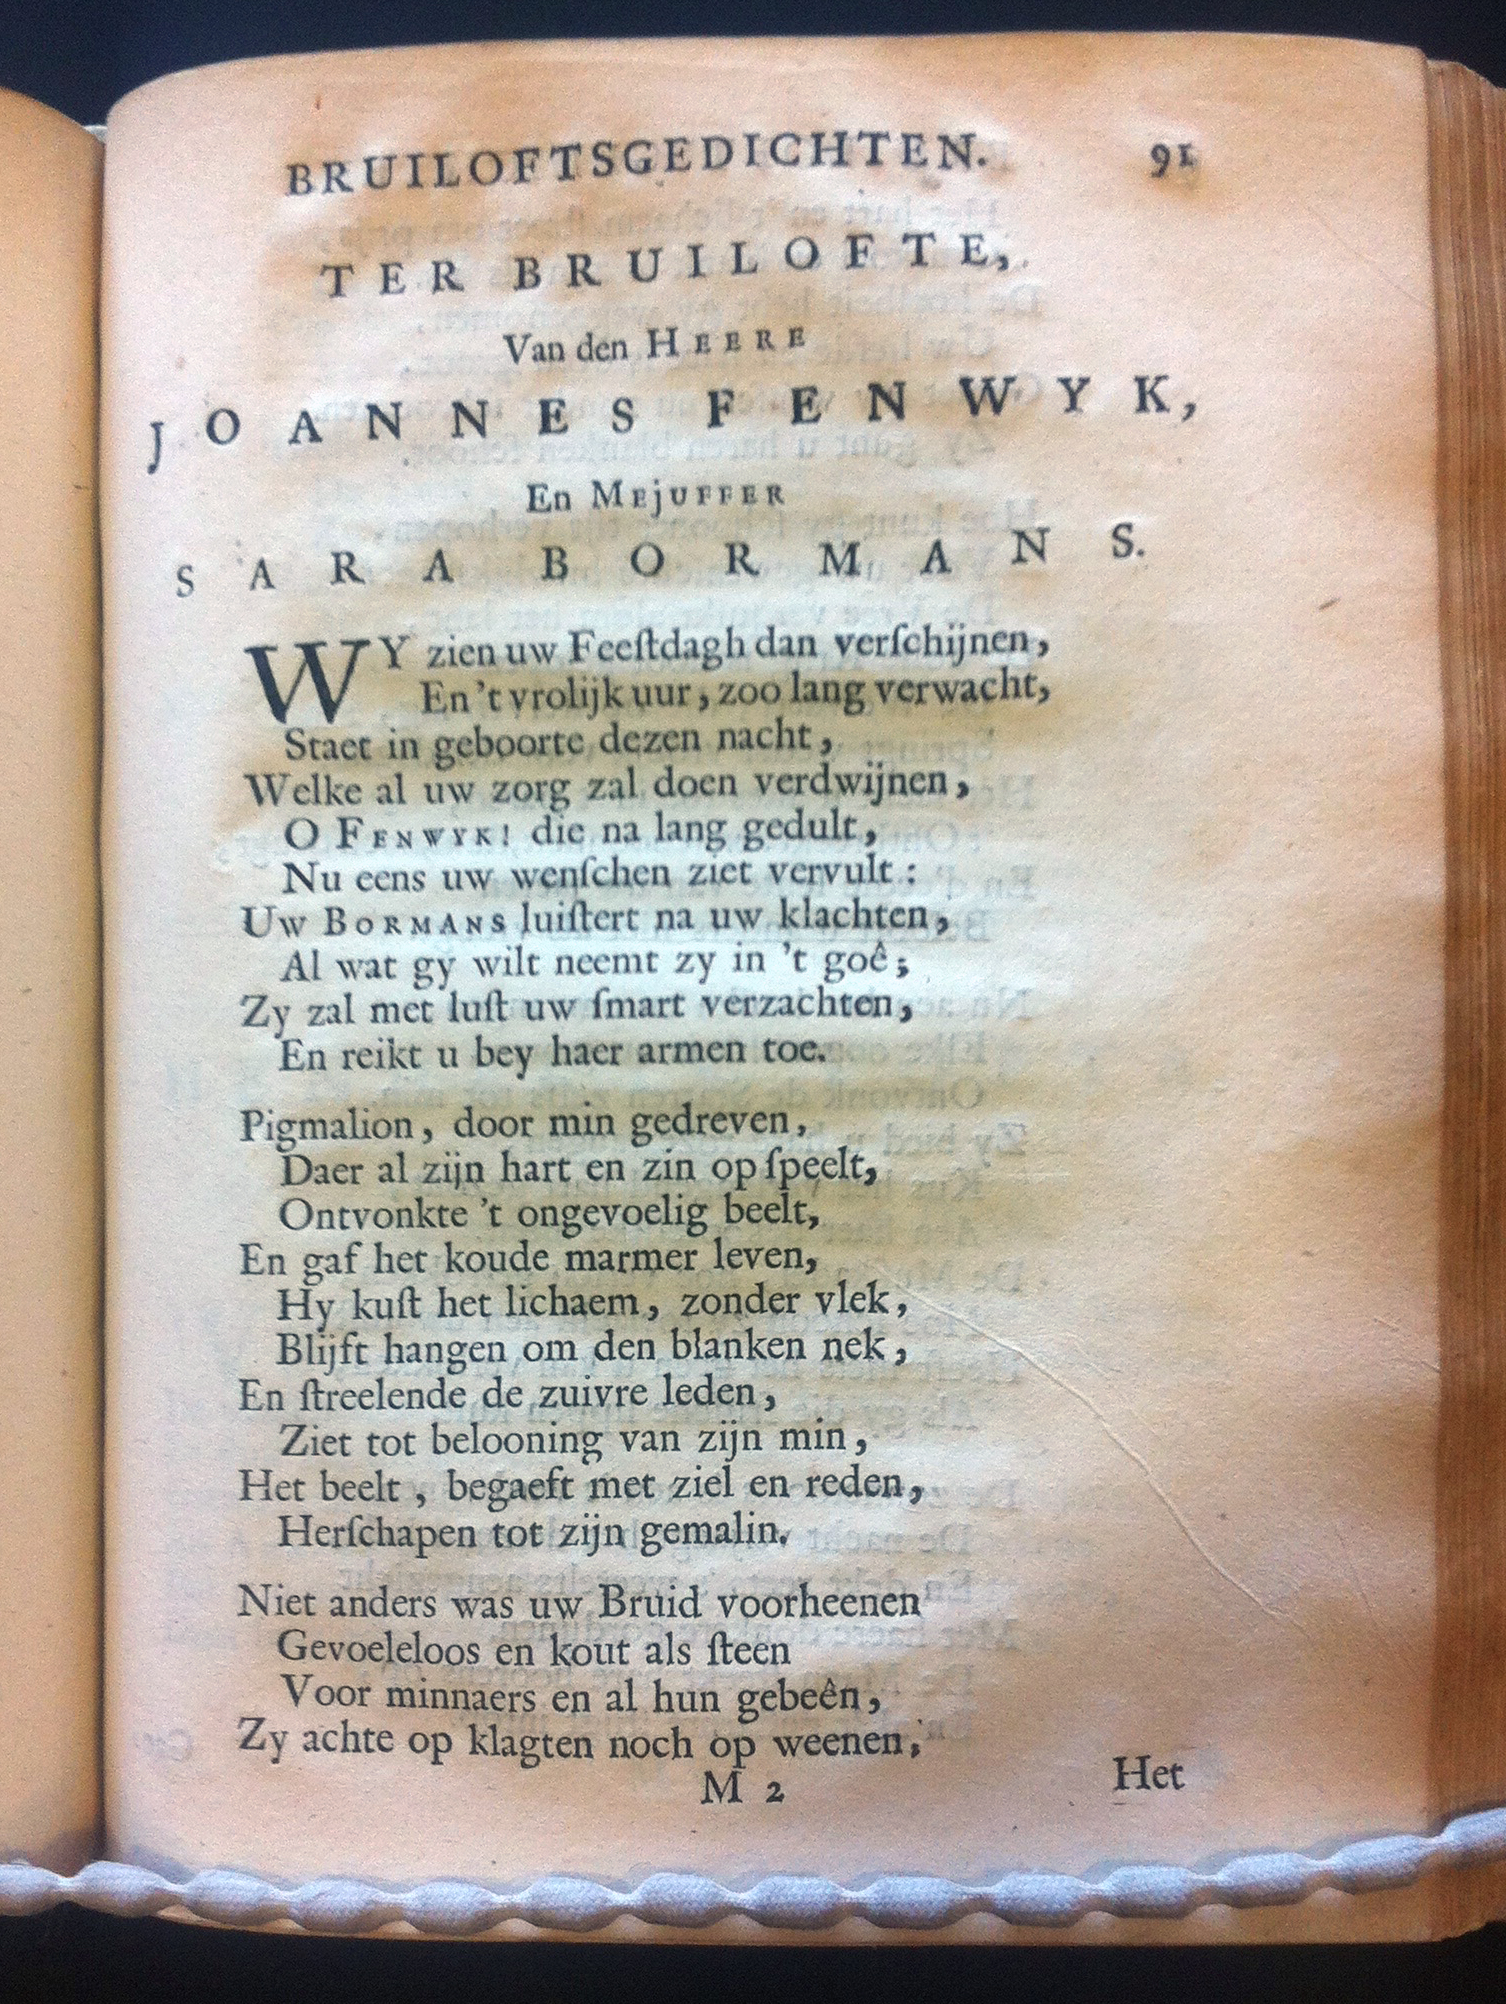 BRUILOFTSGEDICHTEN. 91
TER BRUILOFTE,
Van den HEERE
JOANNES FENWYK,
En MEjUFFER
SARA BORMANS.
WY zien uw Feeſtdagh dan verſchijnen,
En 't vrolijk uur, zoo lang verwacht,
Staet in geboorte dezen nacht,
Welke al uw zorg zal doen verdwijnen,
O FENWYK! die na lang gedult,
Nu eens uw wenſchen ziet vervult:
Uw BORMANS luiſtert na uw klachten,
Al wat gy wilt neemt zy in 't goê;
Zy zal met luſt uw ſmart verzachten,
En reikt u bey haer armen toe.
Pigmalion, door min gedreven,
Daer al zijn hart en zin op ſpeelt,
Ontvonkte 't ongevoelig beelt,
En gaf het koude marmer leven,
Hy kuſt het lichaem, zonder vlek,
Blijft hangen om den blanken nek,
En ſtreelende de zuivre leden,
Ziet tot belooning van zijn min,
Het beelt, begaeft met ziel en reden,
Herſchapen tot zijn gemalin.
Niet anders was uw Bruid voorheenen
Gevoeleloos en kout als ſteen
Voor minnaers en al hun gebeên,
Zy achte op klagten noch op weenen,
M 2 Het